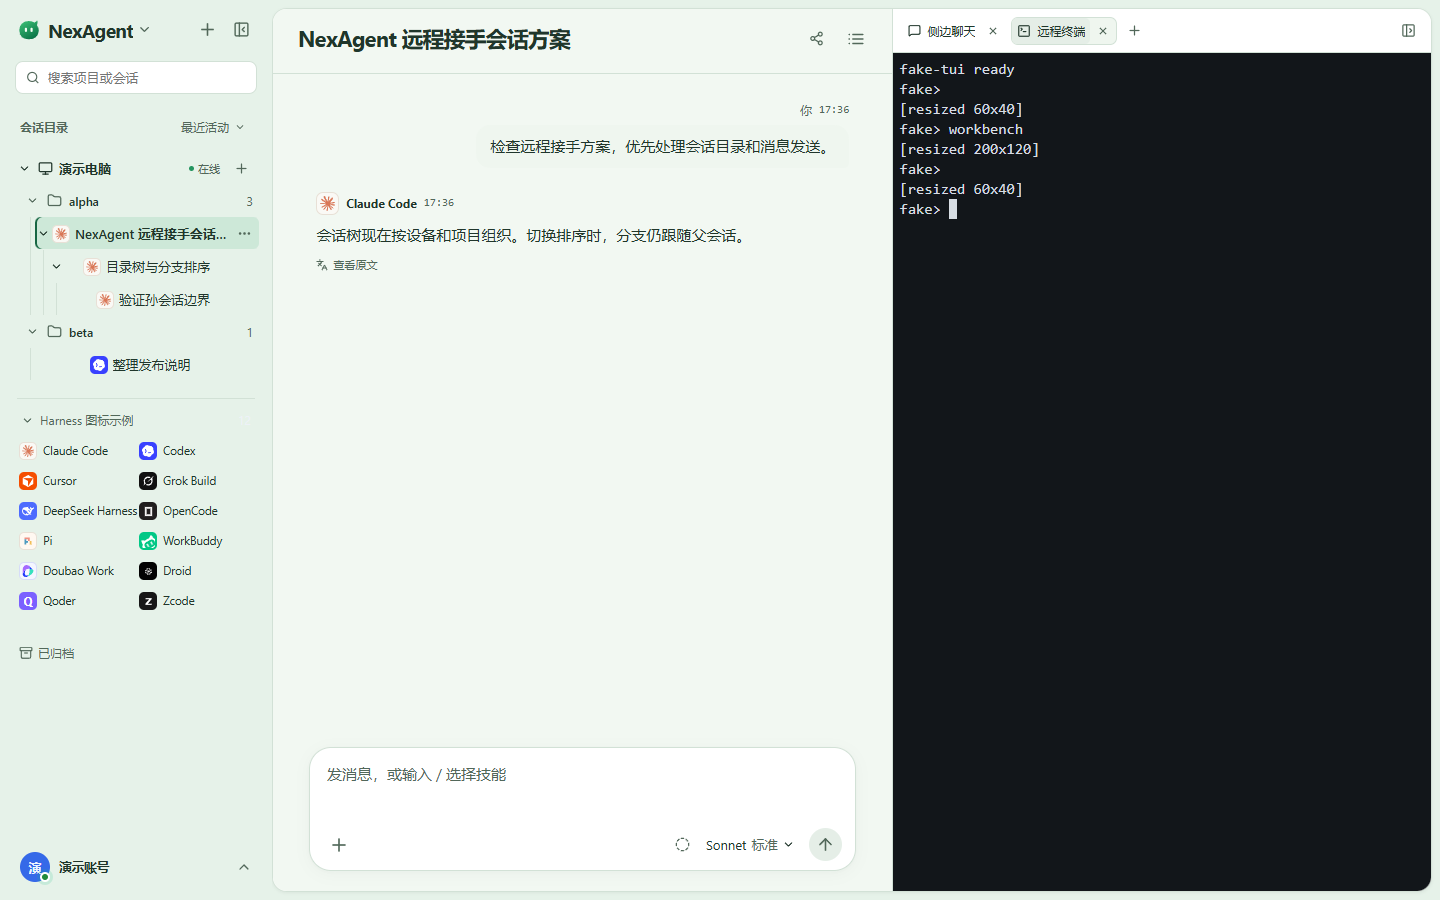 NexAgent
搜索项目或会话
会话目录 最近活动
演示电脑 在线
alpha 3
NexAgent 远程接手会话...
目录树与分支排序
验证孙会话边界
beta 1
整理发布说明
Harness 图标示例
Claude Code Codex
Cursor Grok Build
DeepSeek Harness OpenCode
Pi WorkBuddy
Doubao Work Droid
Qoder Zcode
已归档
演 演示账号
NexAgent 远程接手会话方案
你 17:36
检查远程接手方案，优先处理会话目录和消息发送。
Claude Code 17:36
会话树现在按设备和项目组织。切换排序时，分支仍跟随父会话。
查看原文
发消息，或输入 / 选择技能
Sonnet 标准
侧边聊天 远程终端
fake-tui ready
fake>
[resized 60x40]
fake> workbench
[resized 200x120]
fake>
[resized 60x40]
fake>